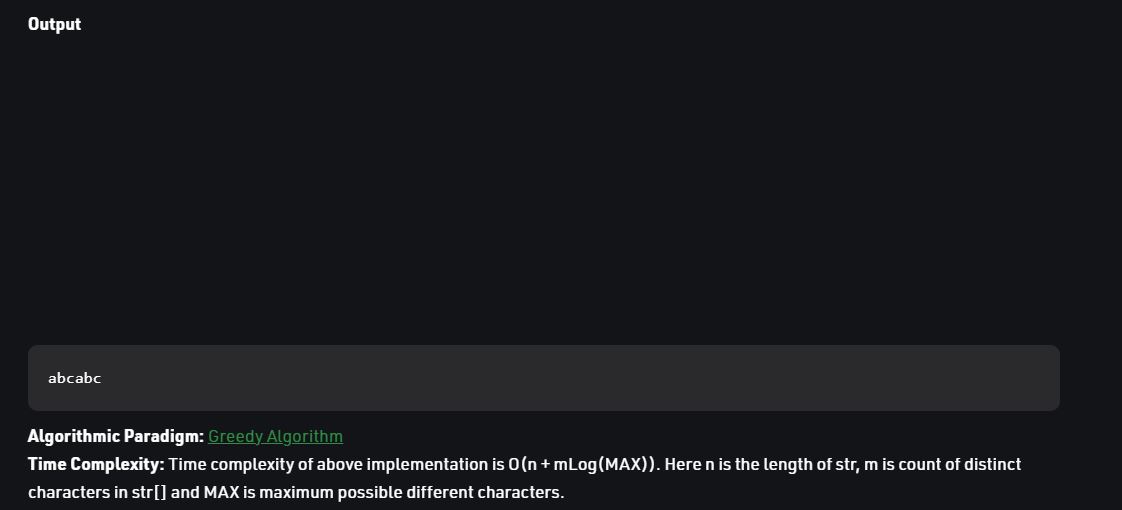 Output
abcabc
Algorithmic Paradigm: Greedy Algorithm
Time Complexity: Time complexity of above implementation is O(n + mLog(MAX)). Here n is the length of str, m is count of distinct
characters in str[] and MAX is maximum possible different characters.